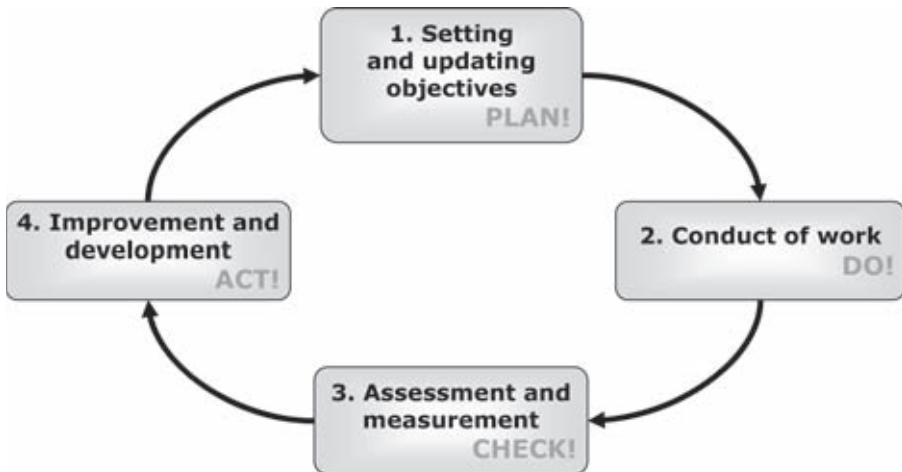 1. Setting
and updating
objectives
PLAN!
2. Conduct of work
DO!
3. Assessment and
measurement
CHECK!
4. Improvement and
development
ACT!